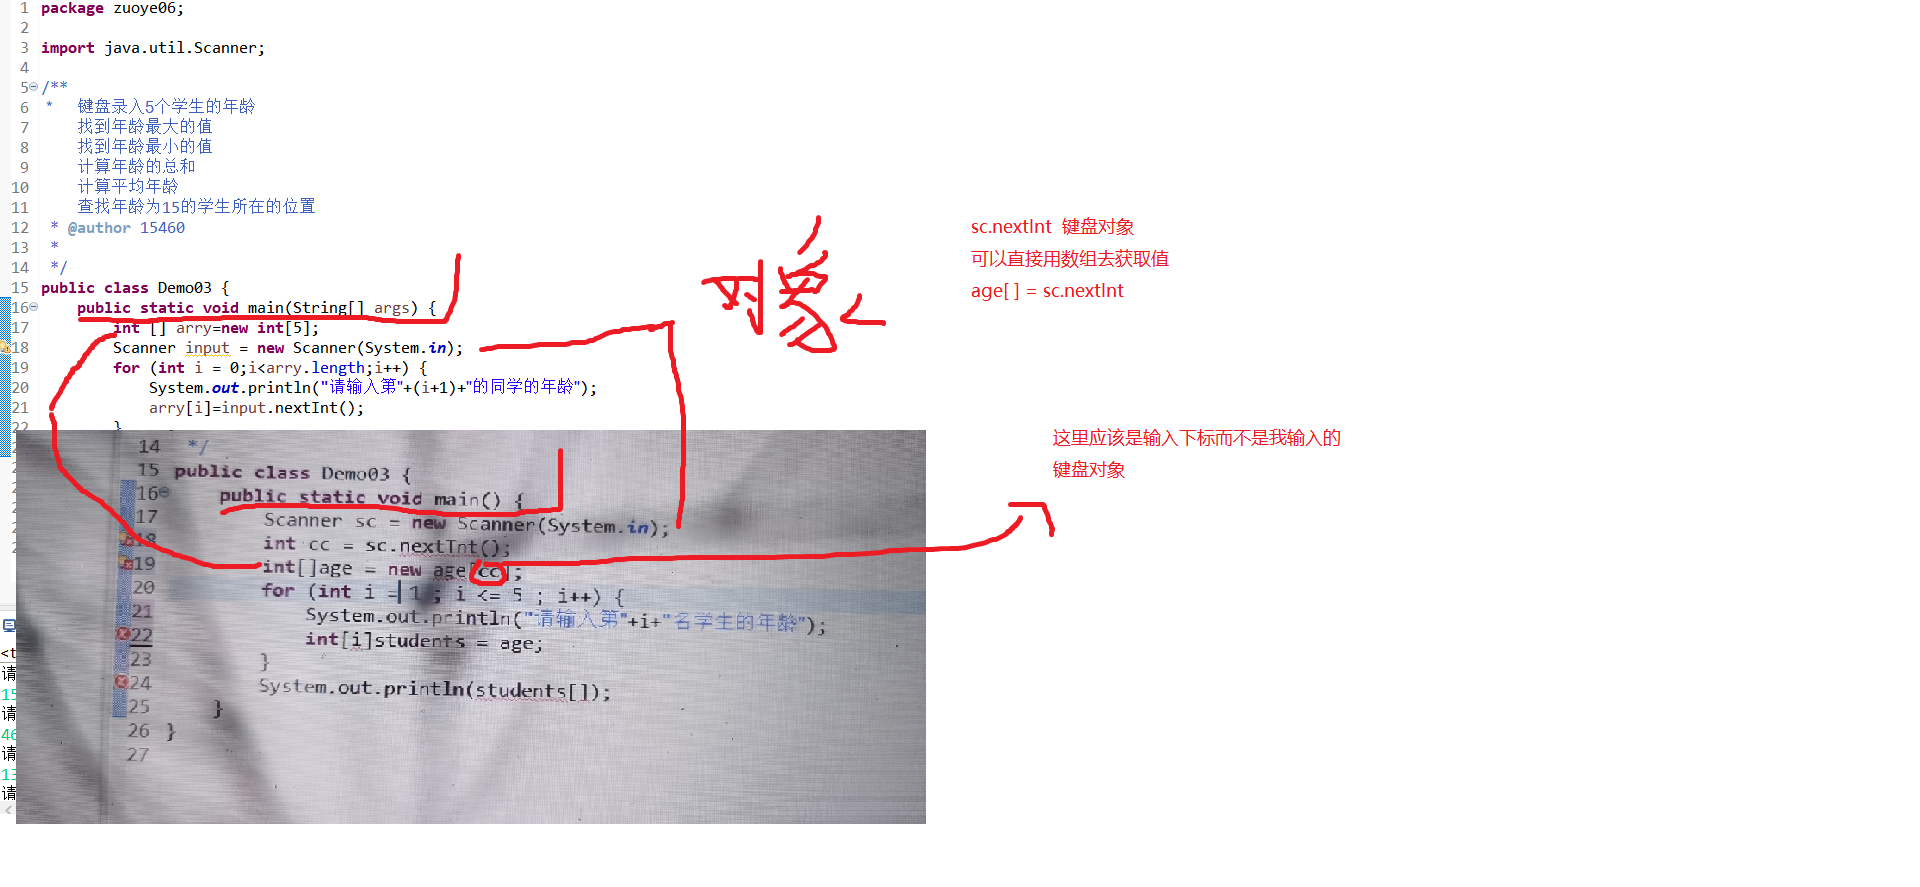 1 package zuoye06;
2
3 import java.util.Scanner;
4
5 /**
6 * 键盘录入5个学生的年龄
7 找到年龄最大的值
8 找到年龄最小的值
9 计算年龄的总和
10 计算平均年龄
11 查找年龄为15的学生所在的位置
12 * @author 15460
13 *
14 */
15 public class Demo03 {
16 public static void main(String[] args) {
17 int [] arry=new int[5];
18 Scanner input = new Scanner(System.in);
19 for (int i = 0;i<arry.length;i++) {
20 System.out.println("请输入第"+(i+1)+"的同学的年龄");
21 arry[i]=input.nextInt();
22 }
对象
sc.nextInt 键盘对象
可以直接用数组去获取值
age[ ] = sc.nextInt
这里应该是输入下标而不是我输入的
键盘对象
14 */
15 public class Demo03 {
16 public static void main() {
17 Scanner sc = new Scanner(System.in);
18 int cc = sc.nextTnt();
19 int[]age = new age[cc];
20 for (int i = 1 ; i <= 5 ; i++) {
21 System.out.println("请输入第"+i+"名学生的年龄");
22 int[i]students = age;
23 }
24 System.out.println(students[]);
25 }
26 }
27
<t
请
15
请
46
请
13
请